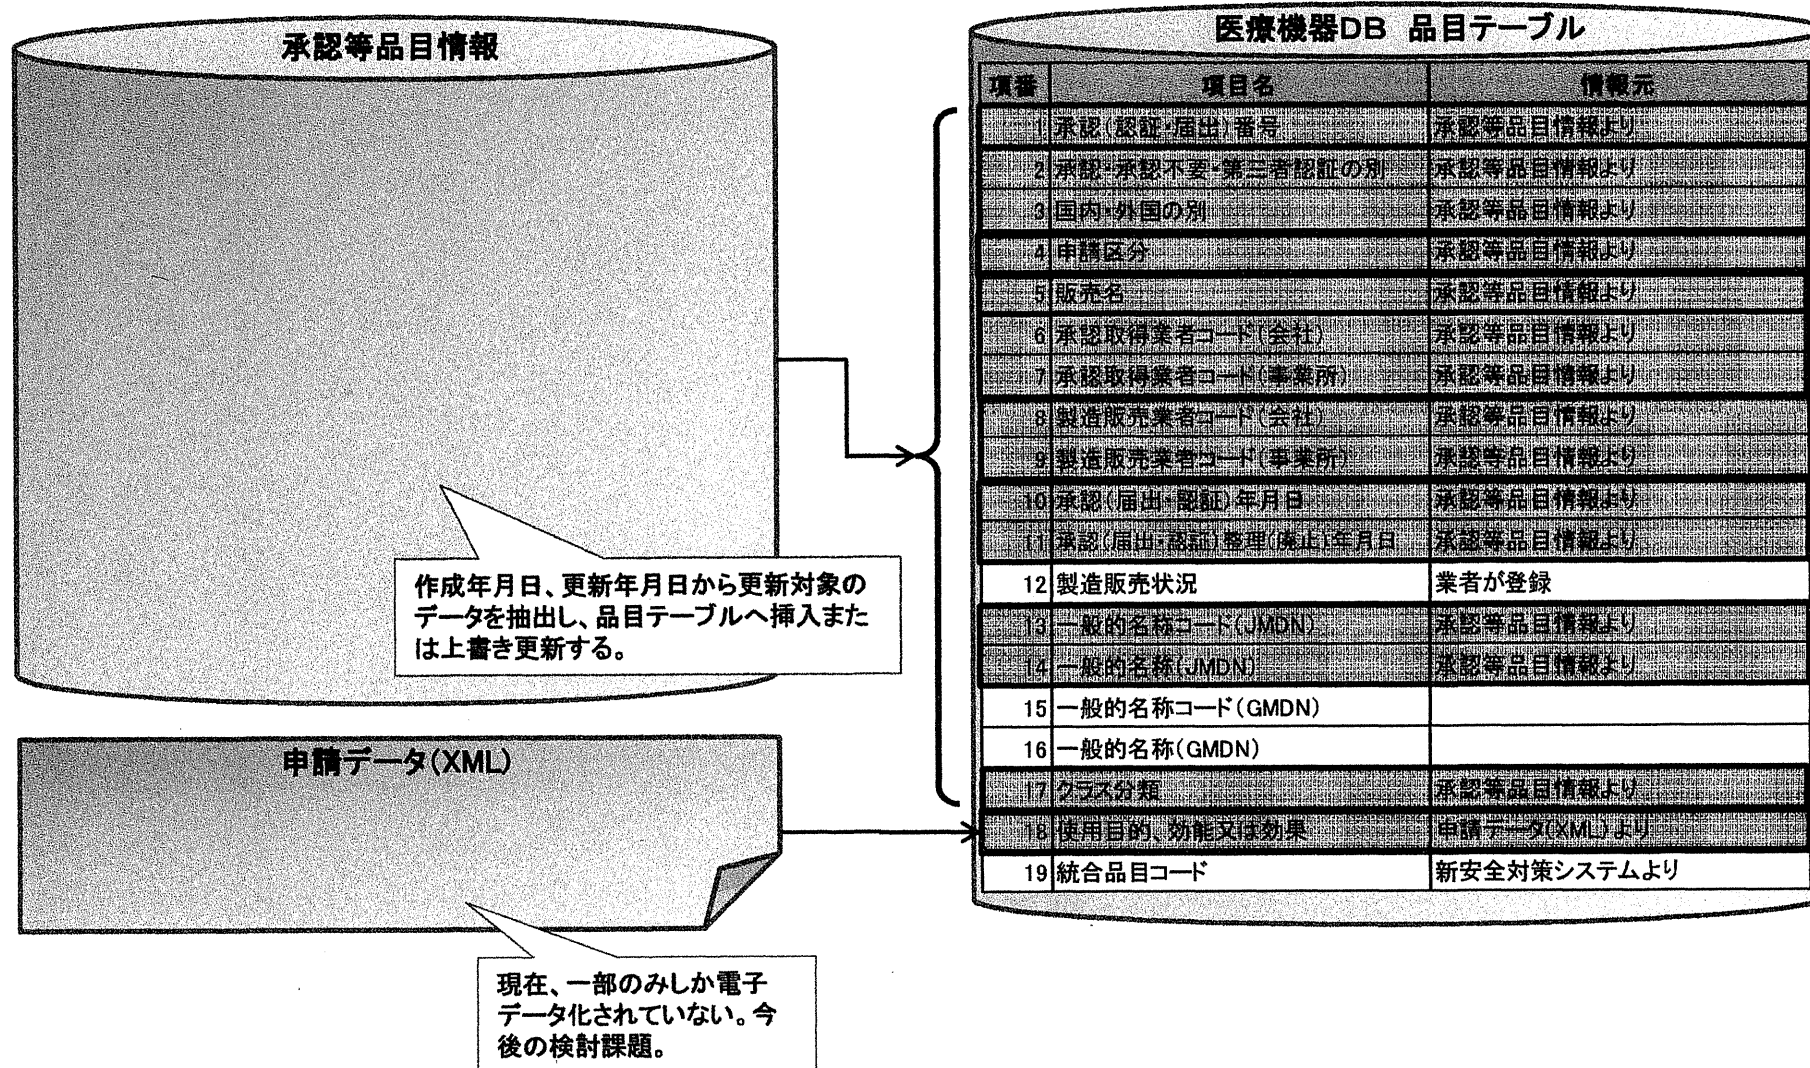 承認等品目情報
作成年月日、更新年月日から更新対象の
データを抽出し、品目テーブルへ挿入また
は上書き更新する。
申請データ(XML)
現在、一部のみしか電子
データ化されていない。今
後の検討課題。
医療機器DB 品目テーブル
項番 項目名 情報元
1 承認(認証・届出)番号 承認等品目情報より
2 承認・承認不要・第三者認証の別 承認等品目情報より
3 国内・外国の別 承認等品目情報より
4 申請区分 承認等品目情報より
5 販売名 承認等品目情報より
6 承認取得業者コード(会社) 承認等品目情報より
7 承認取得業者コード(事業所) 承認等品目情報より
8 製造販売業者コード(会社) 承認等品目情報より
9 製造販売業者コード(事業所) 承認等品目情報より
10 承認(届出・認証)年月日 承認等品目情報より
11 承認(届出・認証)整理(廃止)年月日 承認等品目情報より
12 製造販売状況 業者が登録
13 一般的名称コード(JMDN) 承認等品目情報より
14 一般的名称(JMDN) 承認等品目情報より
15 一般的名称コード(GMDN)
16 一般的名称(GMDN)
17 クラス分類 承認等品目情報より
18 使用目的、効能又は効果 申請データ(XML)より
19 統合品目コード 新安全対策システムより